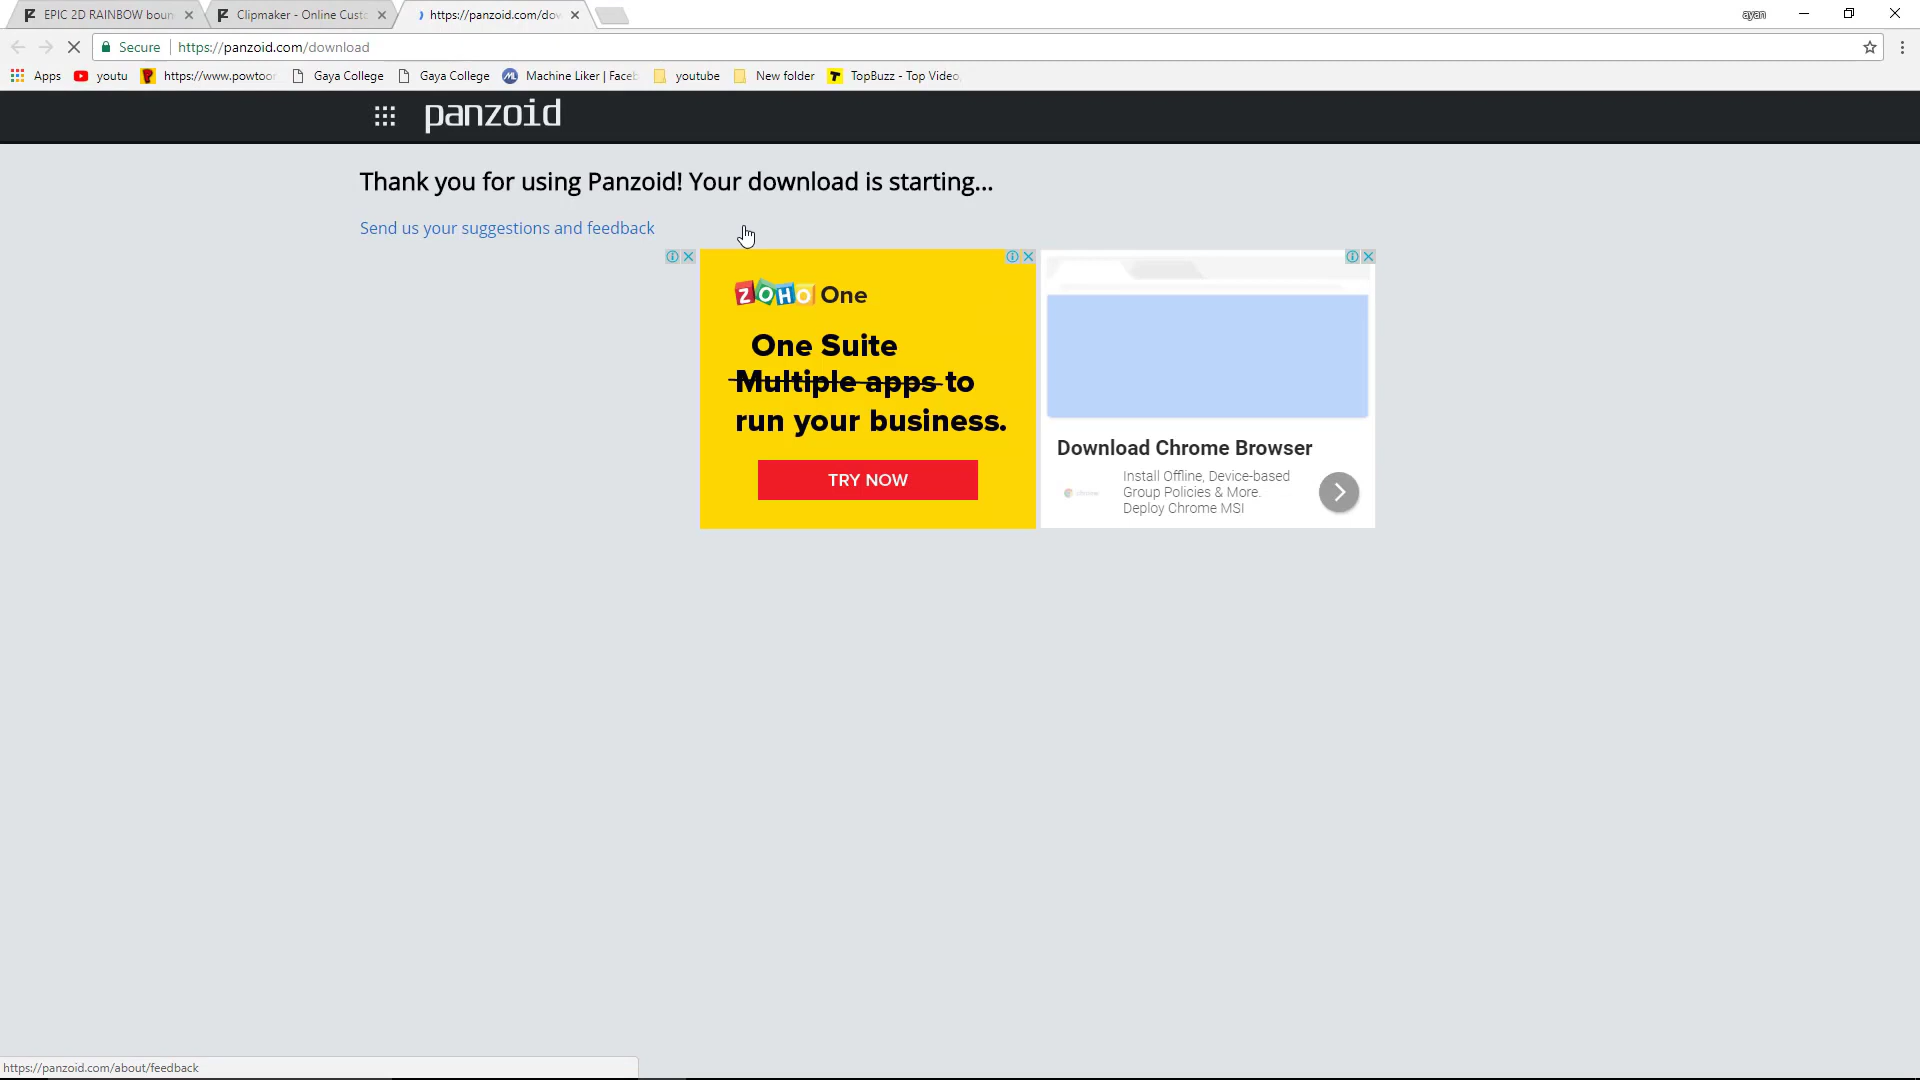 EPIC 2D RAINBOW boun
Clipmaker - Online Custo
https://panzoid.com/dow
ayan
Secure
https://panzoid.com/download
Apps
youtu
https://www.powtoon
Gaya College
Gaya College
Machine Liker | Faceb
youtube
New folder
TopBuzz - Top Video,
panzoid
Thank you for using Panzoid! Your download is starting...
Send us your suggestions and feedback
ZOHO One
One Suite
Multiple apps to
run your business.
TRY NOW
Download Chrome Browser
chrome
Install Offline, Device-based
Group Policies & More.
Deploy Chrome MSI
https://panzoid.com/about/feedback